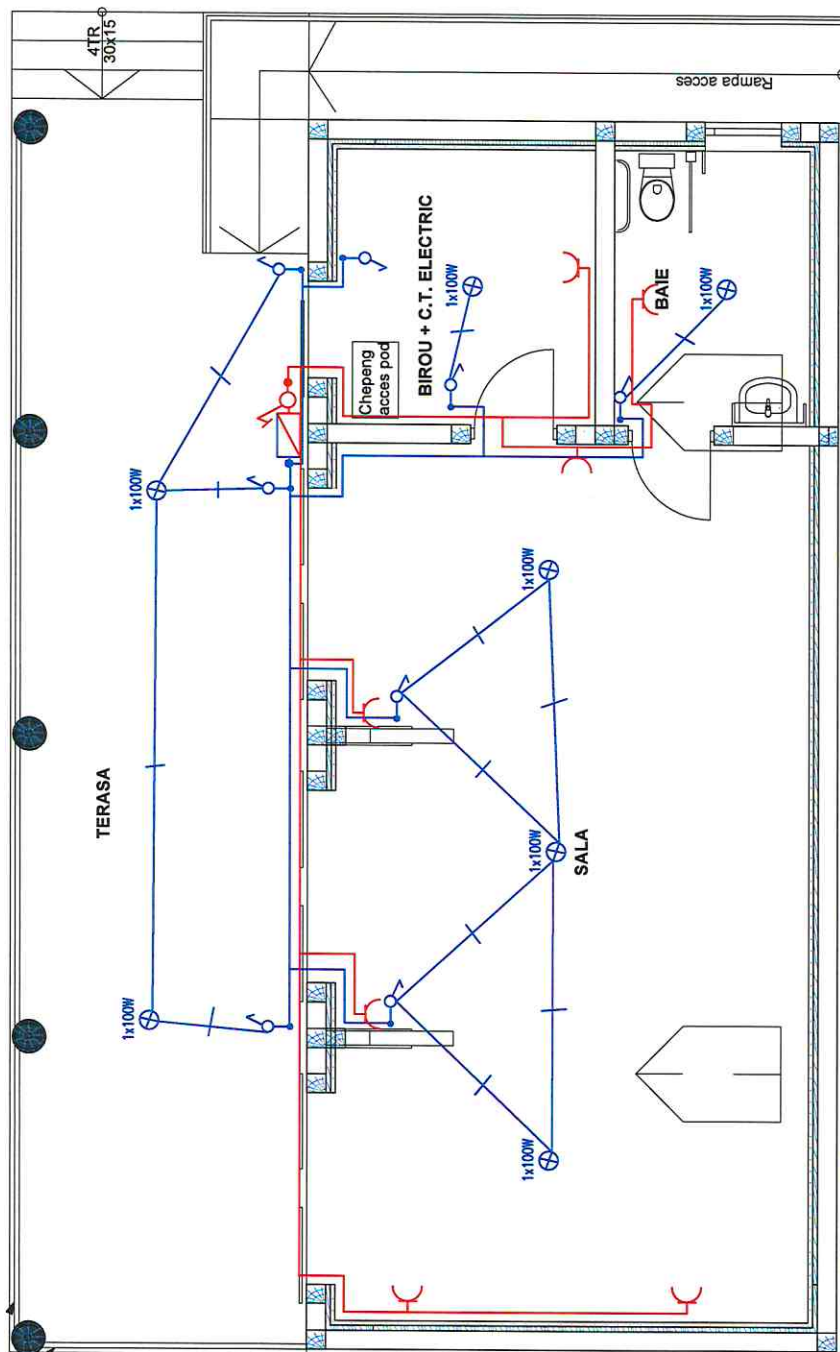 4TR
30x15
Rampa acces
BIROU + C.T. ELECTRIC
1x100W
BAIE
1x100W
Chepeng
acces pod
1x100W
TERASA
1x100W
1x100W
SALA
1x100W
1x100W